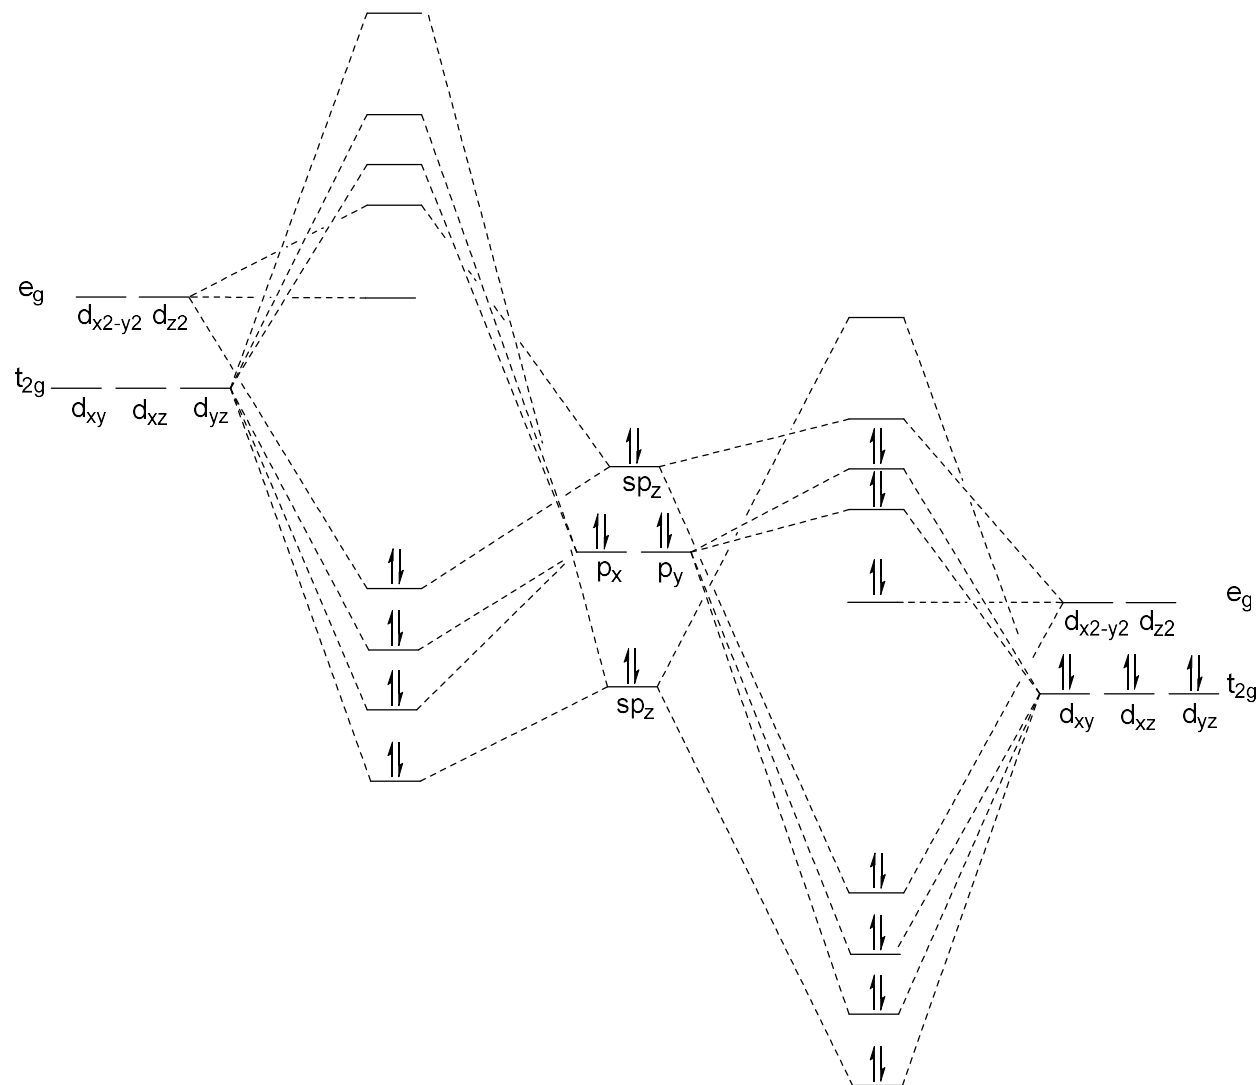 e_g
d_x2-y2 d_z2
t_2g
d_xy d_xz d_yz
sp_z
p_x p_y
sp_z
e_g
d_x2-y2 d_z2
t_2g
d_xy d_xz d_yz